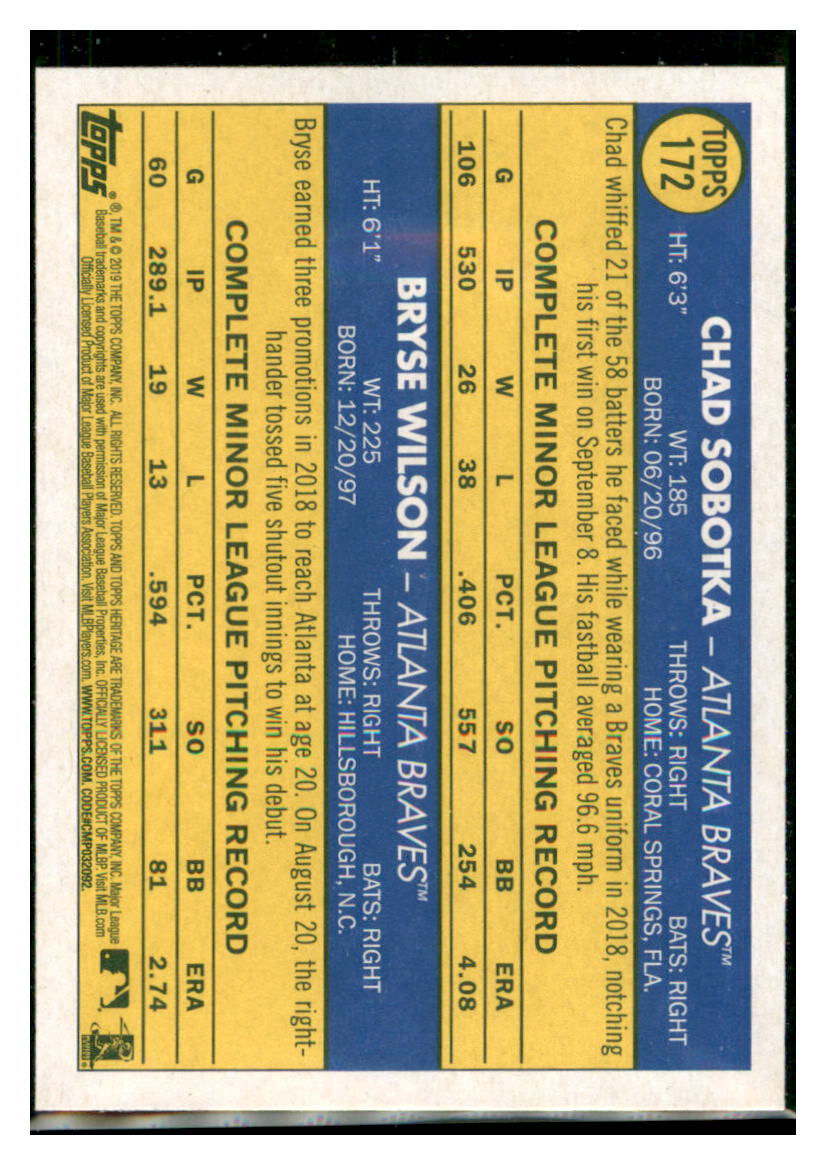 TOPPS
172
CHAD SOBOTKA – ATLANTA BRAVES™
HT: 6'3" WT: 185 THROWS: RIGHT BATS: RIGHT
BORN: 06/20/96 HOME: CORAL SPRINGS, FLA.
Chad whiffed 21 of the 58 batters he faced while wearing a Braves uniform in 2018, notching
his first win on September 8. His fastball averaged 96.6 mph.
COMPLETE MINOR LEAGUE PITCHING RECORD
G IP W L PCT. SO BB ERA
106 530 26 38 .406 557 254 4.08
BRYSE WILSON – ATLANTA BRAVES™
HT: 6'1" WT: 225 THROWS: RIGHT BATS: RIGHT
BORN: 12/20/97 HOME: HILLSBOROUGH, N.C.
Bryse earned three promotions in 2018 to reach Atlanta at age 20. On August 20, the right-
hander tossed five shutout innings to win his debut.
COMPLETE MINOR LEAGUE PITCHING RECORD
G IP W L PCT. SO BB ERA
60 289.1 19 13 .594 311 81 2.74
topps
®, TM & © 2019 THE TOPPS COMPANY, INC. ALL RIGHTS RESERVED. TOPPS AND TOPPS HERITAGE ARE TRADEMARKS OF THE TOPPS COMPANY, INC. Major League
Baseball trademarks and copyrights are used with permission of Major League Baseball Properties, Inc. OFFICIALLY LICENSED PRODUCT OF MLBP Visit MLB.com
Officially Licensed Product of Major League Baseball Players Association. Visit MLBPlayers.com. WWW.TOPPS.COM. CODE#CMP032092.